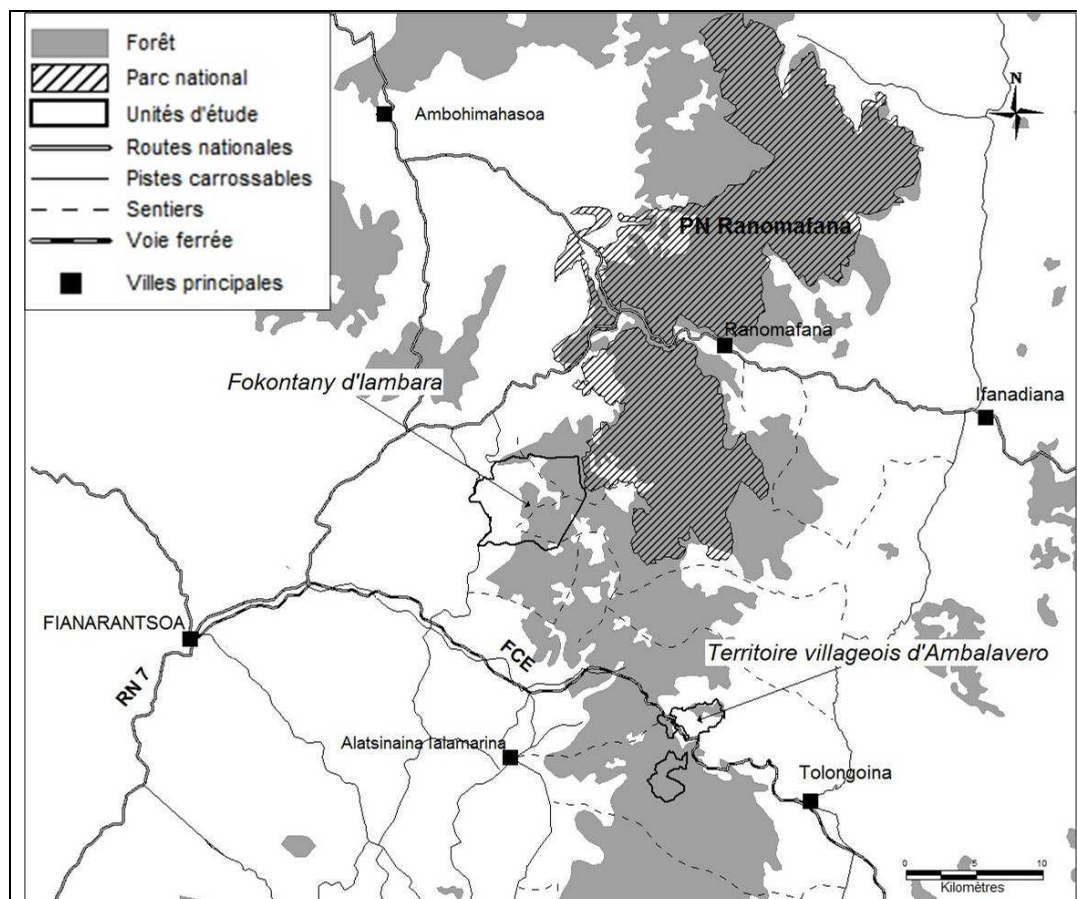 Forêt
Parc national
Unités d'étude
Routes nationales
Pistes carrossables
Sentiers
Voie ferrée
Villes principales
N
Ambohimahasoa
PN Ranomafana
Ranomafana
Fokontany d'Iambara
Ifanadiana
FIANARANTSOA
RN 7
FCE
Territoire villageois d'Ambalavero
Alatsinaina Ialamarina
Tolongoina
0 5 10
Kilomètres